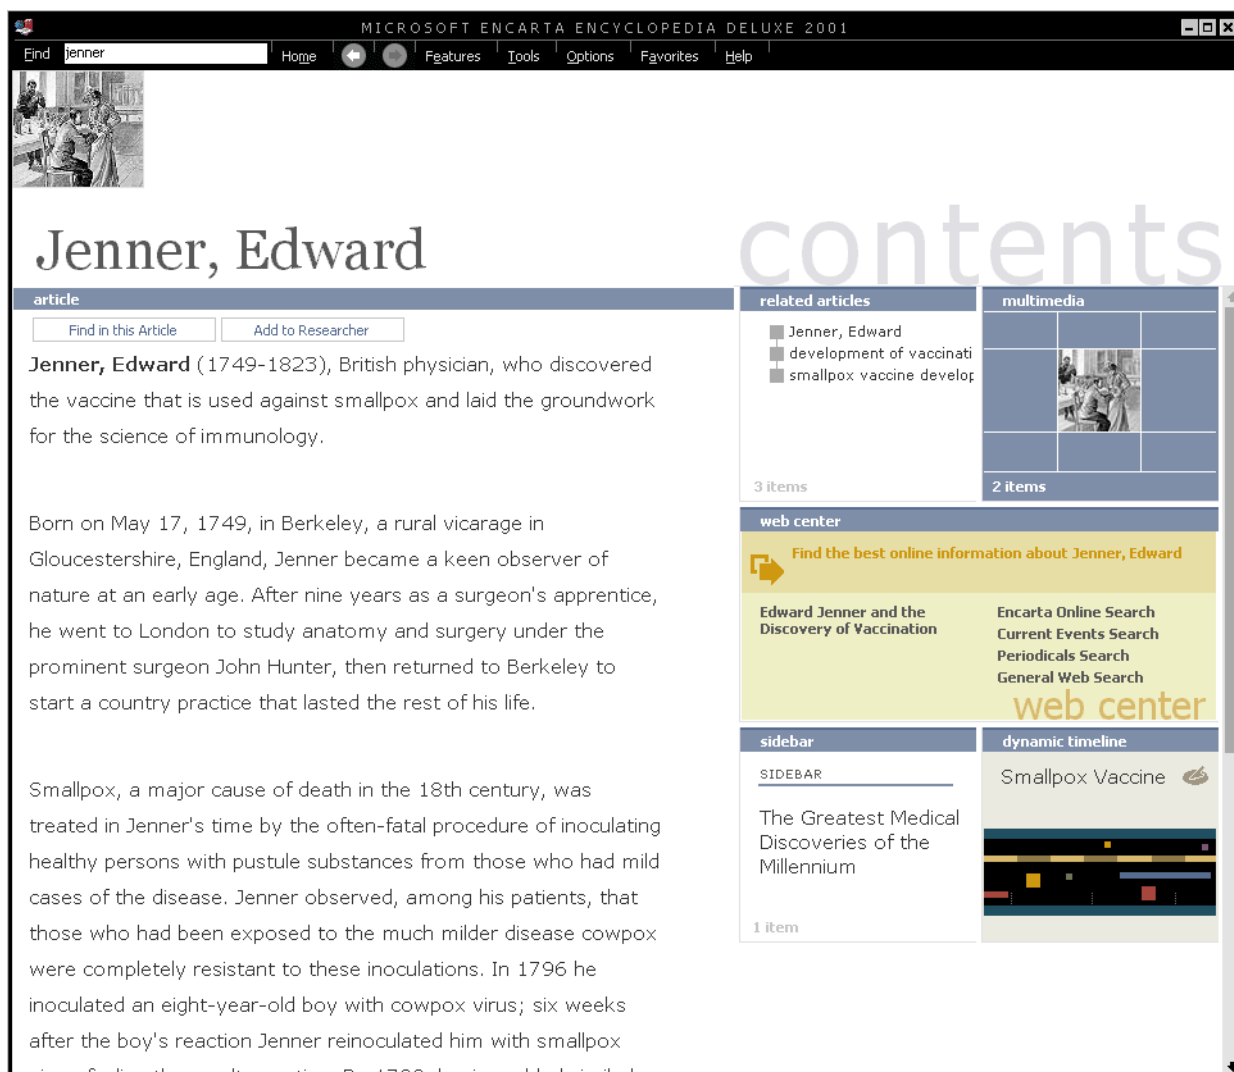 MICROSOFT ENCARTA ENCYCLOPEDIA DELUXE 2001
Find jenner Home Features Tools Options Favorites Help
Jenner, Edward
contents
article
Find in this Article Add to Researcher
Jenner, Edward (1749-1823), British physician, who discovered
the vaccine that is used against smallpox and laid the groundwork
for the science of immunology.
Born on May 17, 1749, in Berkeley, a rural vicarage in
Gloucestershire, England, Jenner became a keen observer of
nature at an early age. After nine years as a surgeon's apprentice,
he went to London to study anatomy and surgery under the
prominent surgeon John Hunter, then returned to Berkeley to
start a country practice that lasted the rest of his life.
Smallpox, a major cause of death in the 18th century, was
treated in Jenner's time by the often-fatal procedure of inoculating
healthy persons with pustule substances from those who had mild
cases of the disease. Jenner observed, among his patients, that
those who had been exposed to the much milder disease cowpox
were completely resistant to these inoculations. In 1796 he
inoculated an eight-year-old boy with cowpox virus; six weeks
after the boy's reaction Jenner reinoculated him with smallpox
related articles
Jenner, Edward
development of vaccinati
smallpox vaccine develop
3 items
multimedia
2 items
web center
Find the best online information about Jenner, Edward
Edward Jenner and the
Discovery of Vaccination
Encarta Online Search
Current Events Search
Periodicals Search
General Web Search
web center
sidebar
SIDEBAR
The Greatest Medical
Discoveries of the
Millennium
1 item
dynamic timeline
Smallpox Vaccine